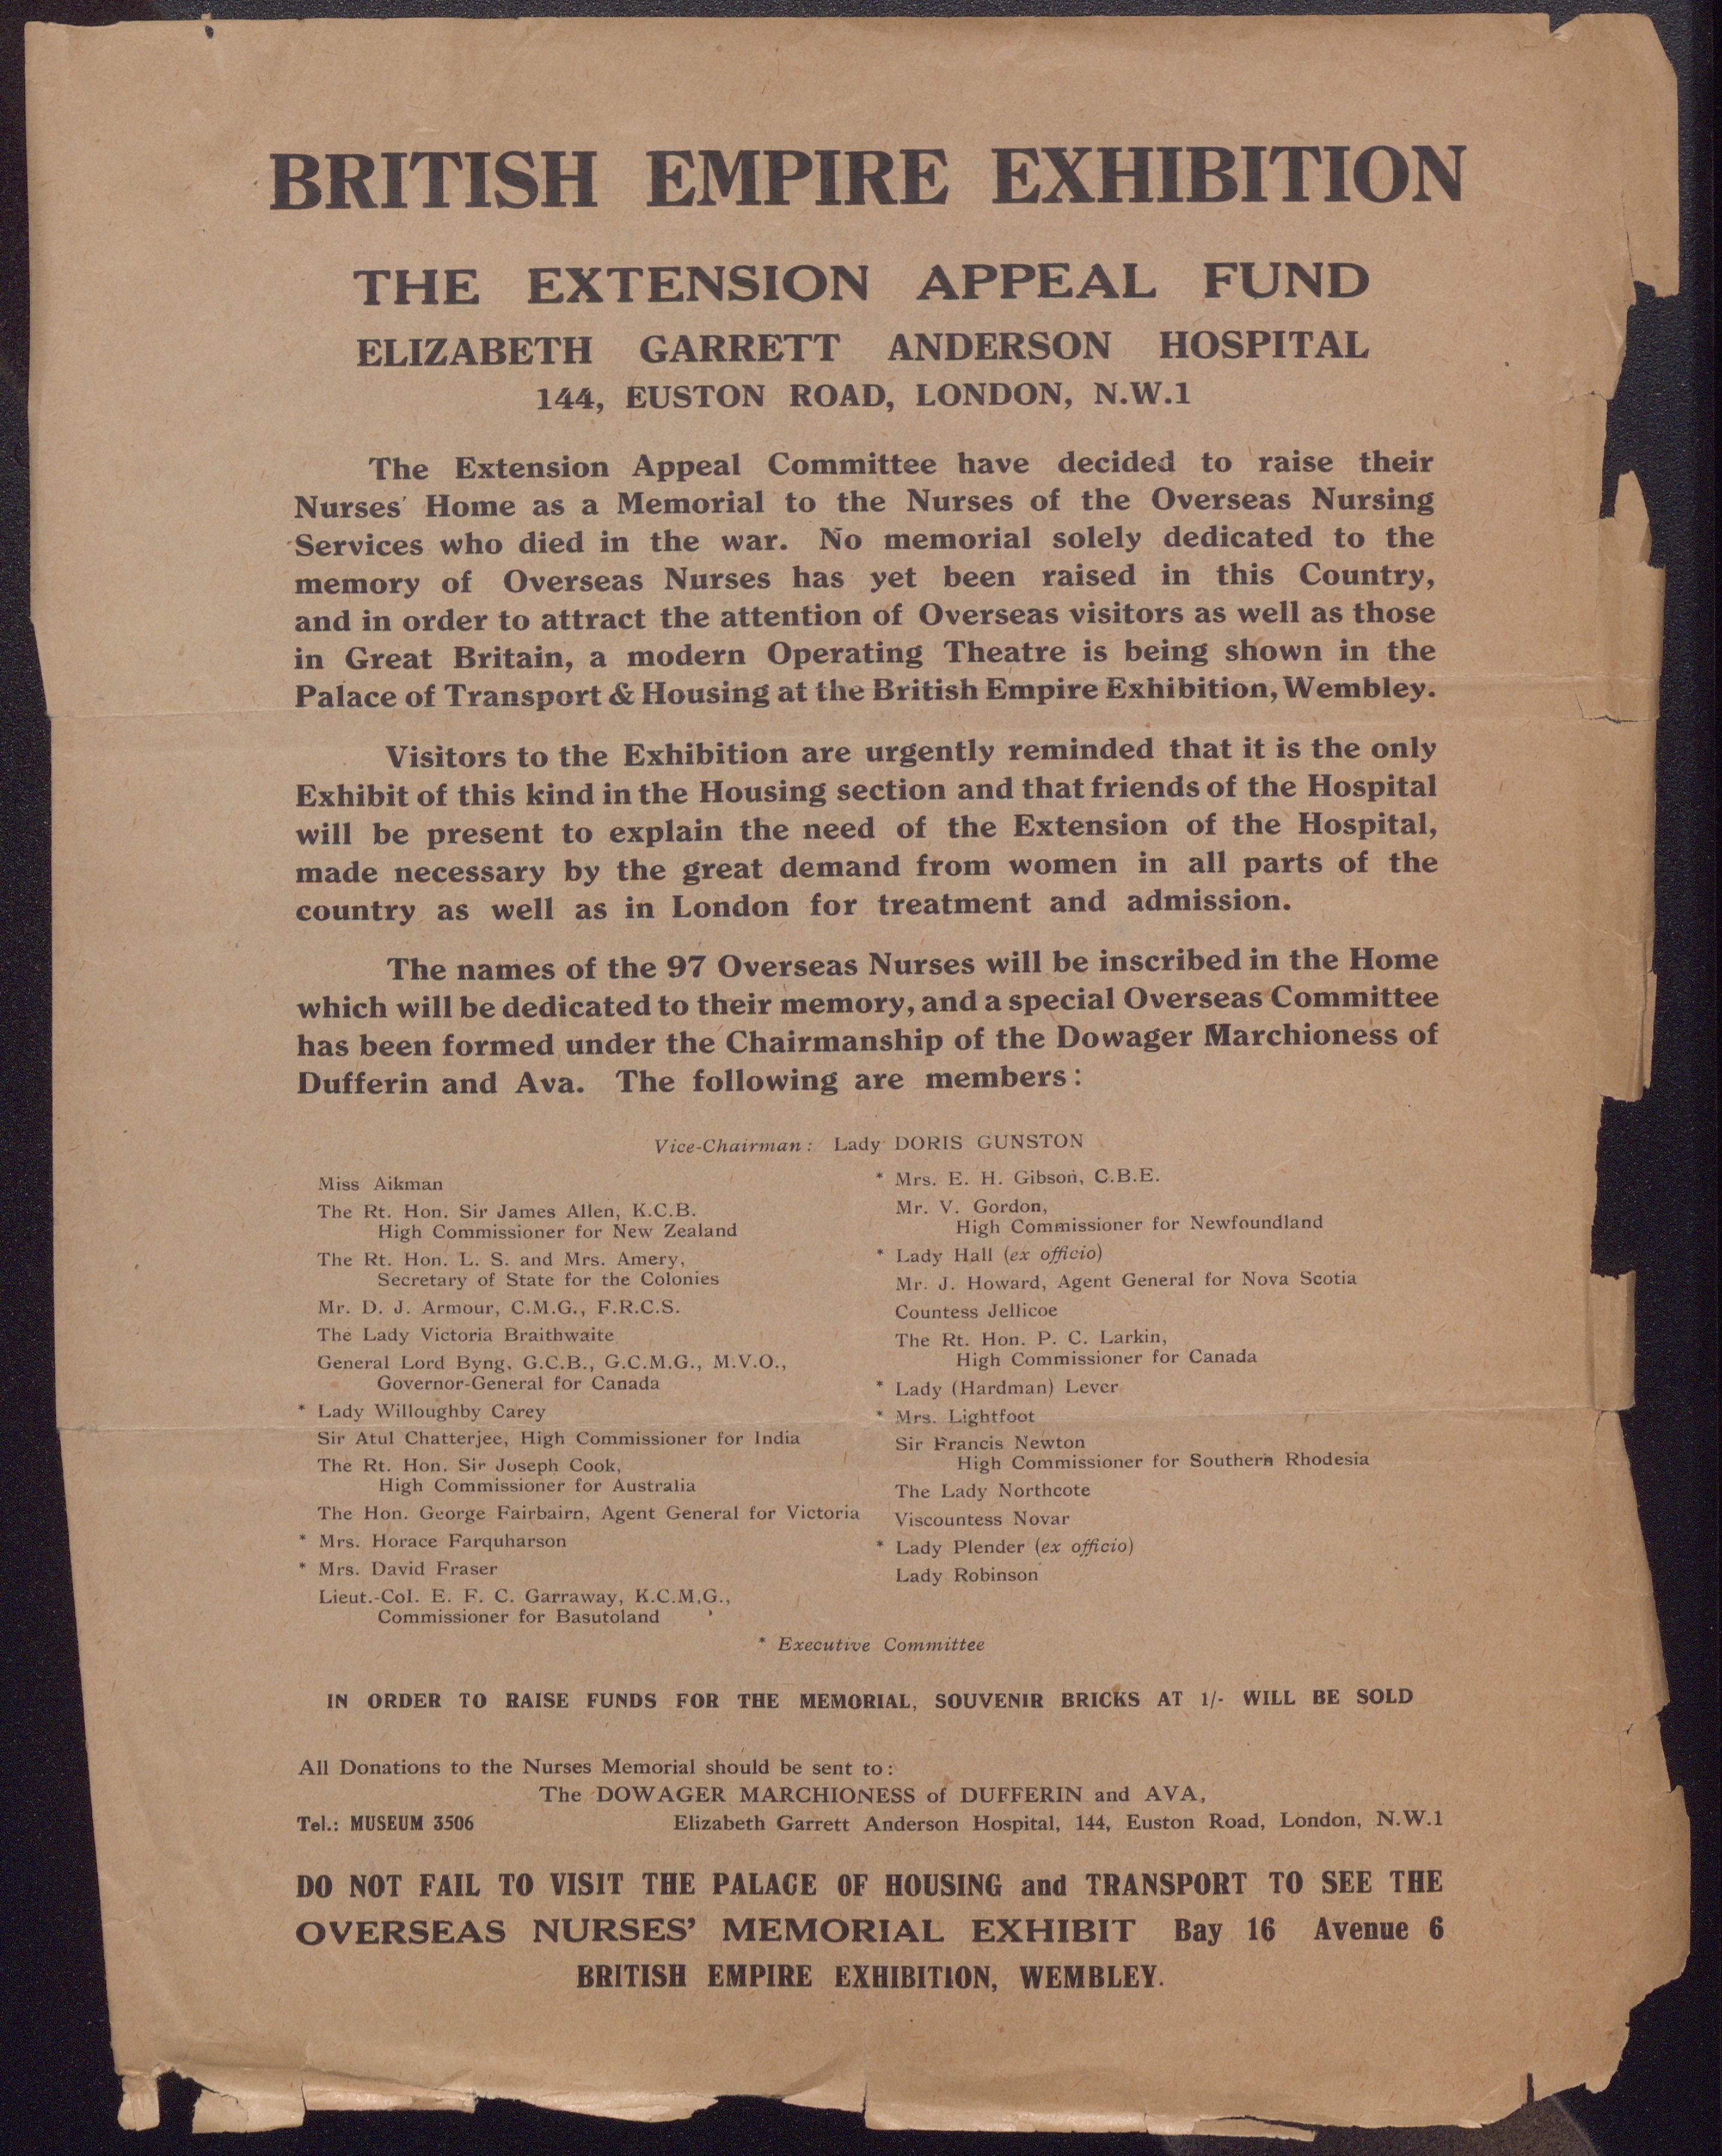 BRITISH EMPIRE EXHIBITION
THE EXTENSION APPEAL FUND
ELIZABETH GARRETT ANDERSON HOSPITAL
144, EUSTON ROAD, LONDON, N.W.1
The Extension Appeal Committee have decided to raise their
Nurses' Home as a Memorial to the Nurses of the Overseas Nursing
Services who died in the war. No memorial solely dedicated to the
memory of Overseas Nurses has yet been raised in this Country,
and in order to attract the attention of Overseas visitors as well as those
in Great Britain, a modern Operating Theatre is being shown in the
Palace of Transport & Housing at the British Empire Exhibition, Wembley.
Visitors to the Exhibition are urgently reminded that it is the only
Exhibit of this kind in the Housing section and that friends of the Hospital
will be present to explain the need of the Extension of the Hospital,
made necessary by the great demand from women in all parts of the
country as well as in London for treatment and admission.
The names of the 97 Overseas Nurses will be inscribed in the Home
which will be dedicated to their memory, and a special Overseas Committee
has been formed under the Chairmanship of the Dowager Marchioness of
Dufferin and Ava. The following are members:
Vice-Chairman: Lady DORIS GUNSTON
Miss Aikman
The Rt. Hon. Sir James Allen, K.C.B.
High Commissioner for New Zealand
The Rt. Hon. L. S. and Mrs. Amery,
Secretary of State for the Colonies
Mr. D. J. Armour, C.M.G., F.R.C.S.
The Lady Victoria Braithwaite
General Lord Byng, G.C.B., G.C.M.G., M.V.O.,
Governor-General for Canada
* Lady Willoughby Carey
Sir Atul Chatterjee, High Commissioner for India
The Rt. Hon. Sir Joseph Cook,
High Commissioner for Australia
The Hon. George Fairbairn, Agent General for Victoria
* Mrs. Horace Farquharson
* Mrs. David Fraser
Lieut.-Col. E. F. C. Garraway, K.C.M.G.,
Commissioner for Basutoland
* Mrs. E. H. Gibson, C.B.E.
Mr. V. Gordon,
High Commissioner for Newfoundland
* Lady Hall (ex officio)
Mr. J. Howard, Agent General for Nova Scotia
Countess Jellicoe
The Rt. Hon. P. C. Larkin,
High Commissioner for Canada
* Lady (Hardman) Lever
* Mrs. Lightfoot
Sir Francis Newton
High Commissioner for Southern Rhodesia
The Lady Northcote
Viscountess Novar
* Lady Plender (ex officio)
Lady Robinson
* Executive Committee
IN ORDER TO RAISE FUNDS FOR THE MEMORIAL, SOUVENIR BRICKS AT 1/- WILL BE SOLD
All Donations to the Nurses Memorial should be sent to:
The DOWAGER MARCHIONESS of DUFFERIN and AVA,
Tel.: MUSEUM 3506 Elizabeth Garrett Anderson Hospital, 144, Euston Road, London, N.W.1
DO NOT FAIL TO VISIT THE PALACE OF HOUSING and TRANSPORT TO SEE THE
OVERSEAS NURSES' MEMORIAL EXHIBIT Bay 16 Avenue 6
BRITISH EMPIRE EXHIBITION, WEMBLEY.